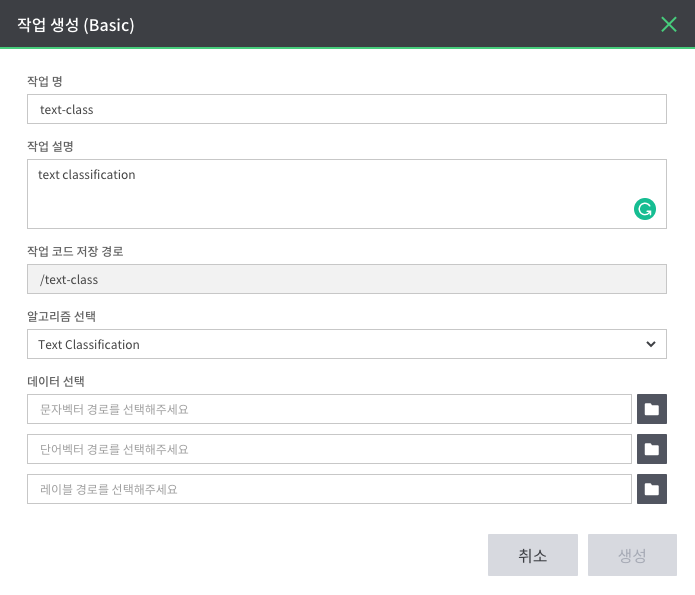 작업 생성 (Basic)
작업 명
text-class
작업 설명
text classification
작업 코드 저장 경로
/text-class
알고리즘 선택
Text Classification
데이터 선택
문자벡터 경로를 선택해주세요
단어벡터 경로를 선택해주세요
레이블 경로를 선택해주세요
취소
생성